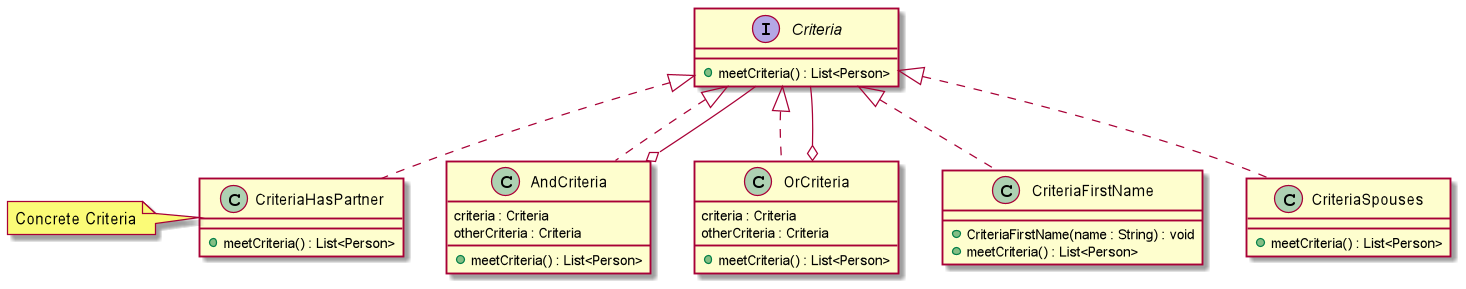 I Criteria
meetCriteria() : List<Person>
Concrete Criteria
C CriteriaHasPartner
meetCriteria() : List<Person>
C AndCriteria
criteria : Criteria
otherCriteria : Criteria
meetCriteria() : List<Person>
C OrCriteria
criteria : Criteria
otherCriteria : Criteria
meetCriteria() : List<Person>
C CriteriaFirstName
CriteriaFirstName(name : String) : void
meetCriteria() : List<Person>
C CriteriaSpouses
meetCriteria() : List<Person>